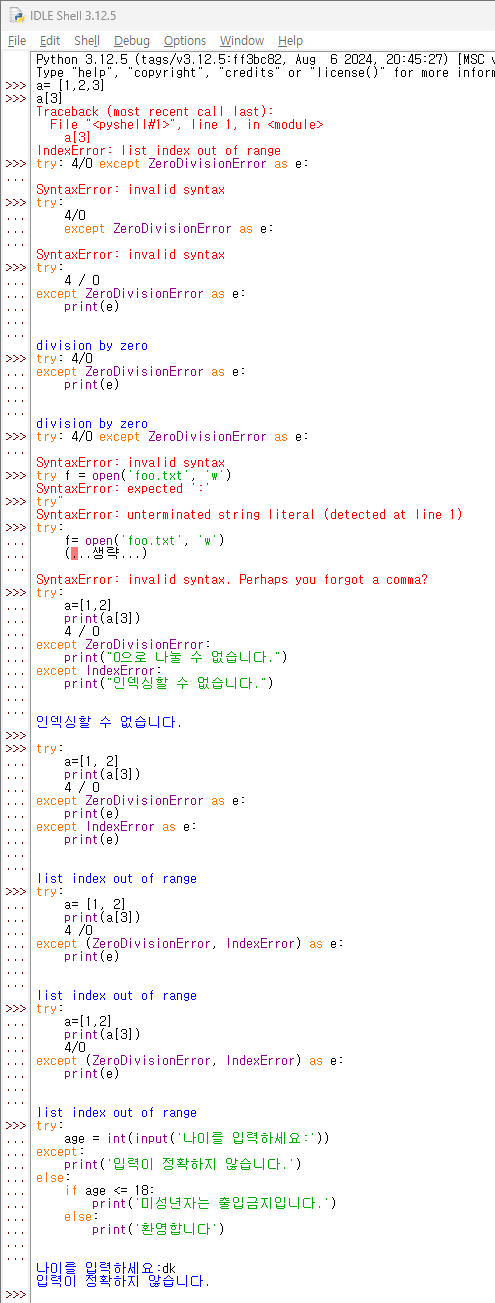 IDLE Shell 3.12.5
File Edit Shell Debug Options Window Help
Python 3.12.5 (tags/v3.12.5:ff3bc82, Aug  6 2024, 20:45:27) [MSC v
Type "help", "copyright", "credits" or "license()" for more infor
>>> a= [1,2,3]
>>> a[3]
Traceback (most recent call last):
  File "<pyshell#1>", line 1, in <module>
    a[3]
IndexError: list index out of range
>>> try: 4/0 except ZeroDivisionError as e:
...
SyntaxError: invalid syntax
>>> try:
...     4/0
...     except ZeroDivisionError as e:
...
SyntaxError: invalid syntax
>>> try:
...     4 / 0
... except ZeroDivisionError as e:
...     print(e)
...
...
division by zero
>>> try: 4/0
... except ZeroDivisionError as e:
...     print(e)
...
...
division by zero
>>> try: 4/0 except ZeroDivisionError as e:
...
SyntaxError: invalid syntax
>>> try f = open('foo.txt', 'w')
SyntaxError: expected ':'
>>> try"
SyntaxError: unterminated string literal (detected at line 1)
>>> try:
...     f= open('foo.txt', 'w')
...     (...생략...)
...
SyntaxError: invalid syntax. Perhaps you forgot a comma?
>>> try:
...     a=[1,2]
...     print(a[3])
...     4 / 0
... except ZeroDivisionError:
...     print("0으로 나눌 수 없습니다.")
... except IndexError:
...     print("인덱싱할 수 없습니다.")
...
...
인덱싱할 수 없습니다.
>>>
>>> try:
...     a=[1, 2]
...     print(a[3])
...     4 / 0
... except ZeroDivisionError as e:
...     print(e)
... except IndexError as e:
...     print(e)
...
...
list index out of range
>>> try:
...     a= [1, 2]
...     print(a[3])
...     4 /0
... except (ZeroDivisionError, IndexError) as e:
...     print(e)
...
...
list index out of range
>>> try:
...     a=[1,2]
...     print(a[3])
...     4/0
... except (ZeroDivisionError, IndexError) as e:
...     print(e)
...
...
list index out of range
>>> try:
...     age = int(input('나이를 입력하세요:'))
... except:
...     print('입력이 정확하지 않습니다.')
... else:
...     if age <= 18:
...         print('미성년자는 출입금지입니다.')
...     else:
...         print('환영합니다')
...
...
나이를 입력하세요:dk
입력이 정확하지 않습니다.
>>>